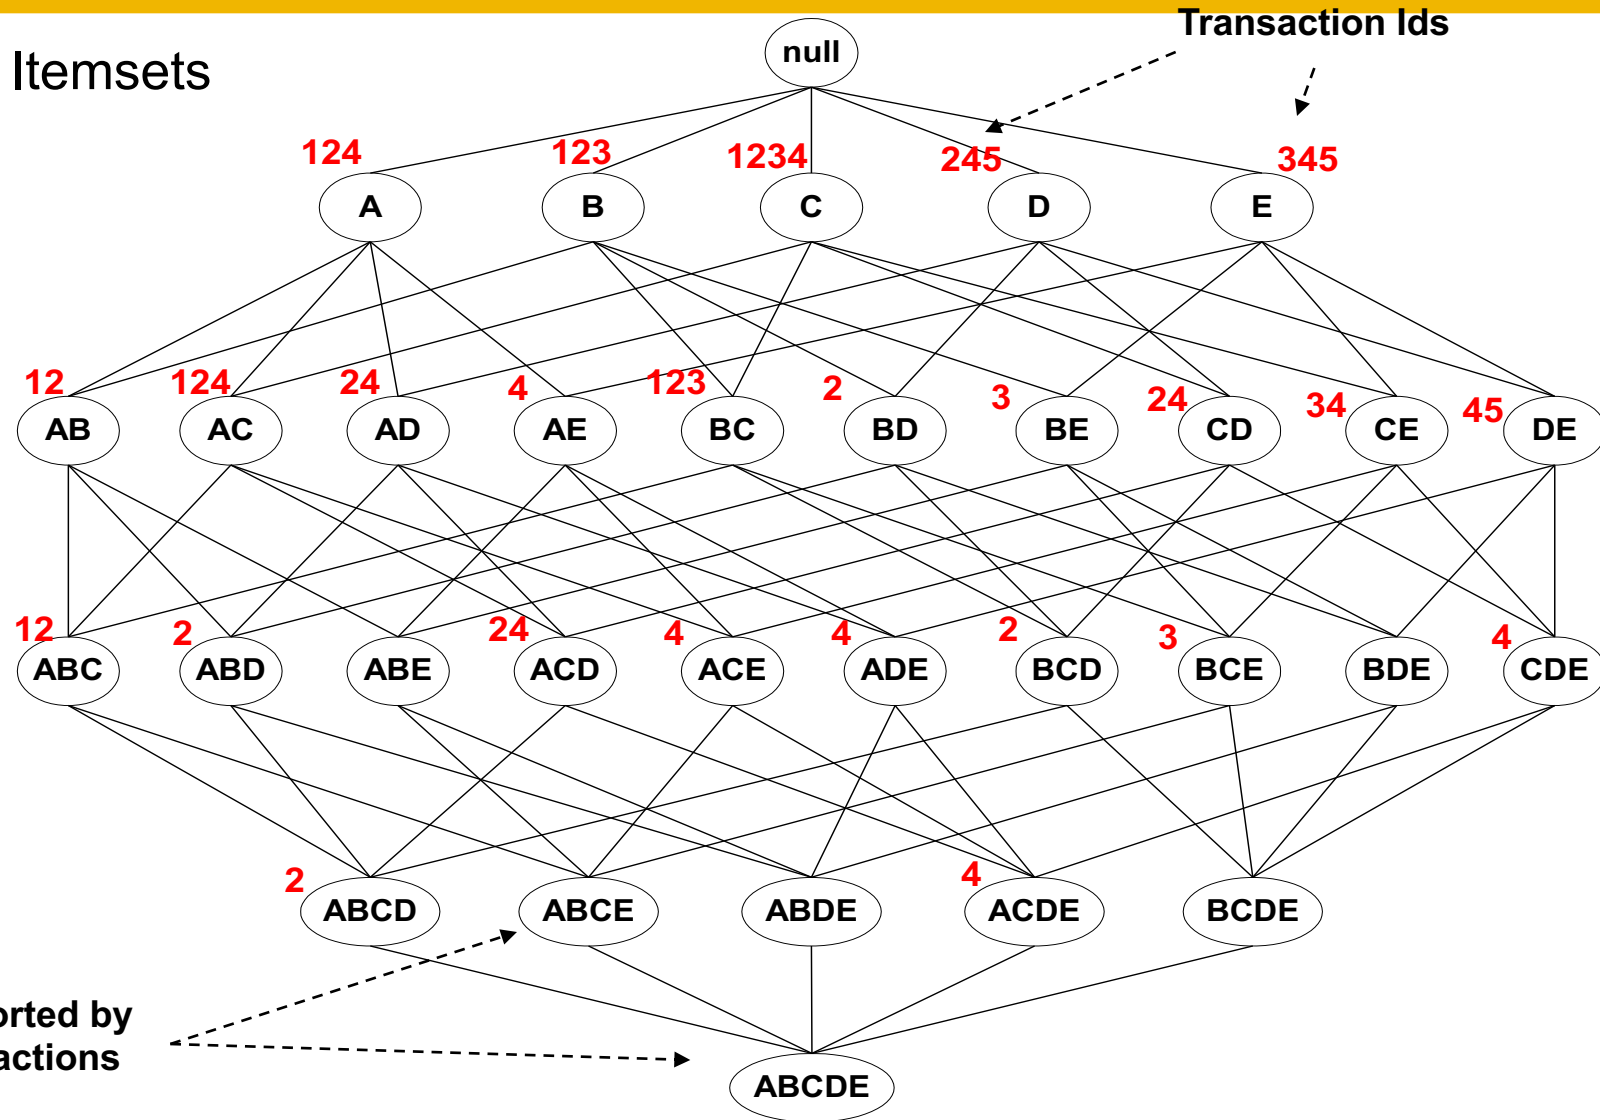 Transaction Ids
Itemsets
null
124 123 1234 245 345
A B C D E
12 124 24 4 123 2 3 24 34 45
AB AC AD AE BC BD BE CD CE DE
12 2 24 4 4 2 3 4
ABC ABD ABE ACD ACE ADE BCD BCE BDE CDE
2 4
ABCD ABCE ABDE ACDE BCDE
orted by
actions
ABCDE